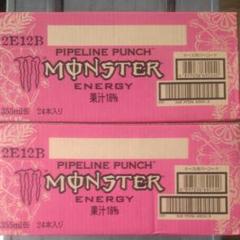 2E12B
PIPELINE PUNCH
MONSTER
ENERGY
果汁18%
355ml缶 24本入り
2E12B
PIPELINE PUNCH
MONSTER
ENERGY
果汁18%
355ml缶 24本入り